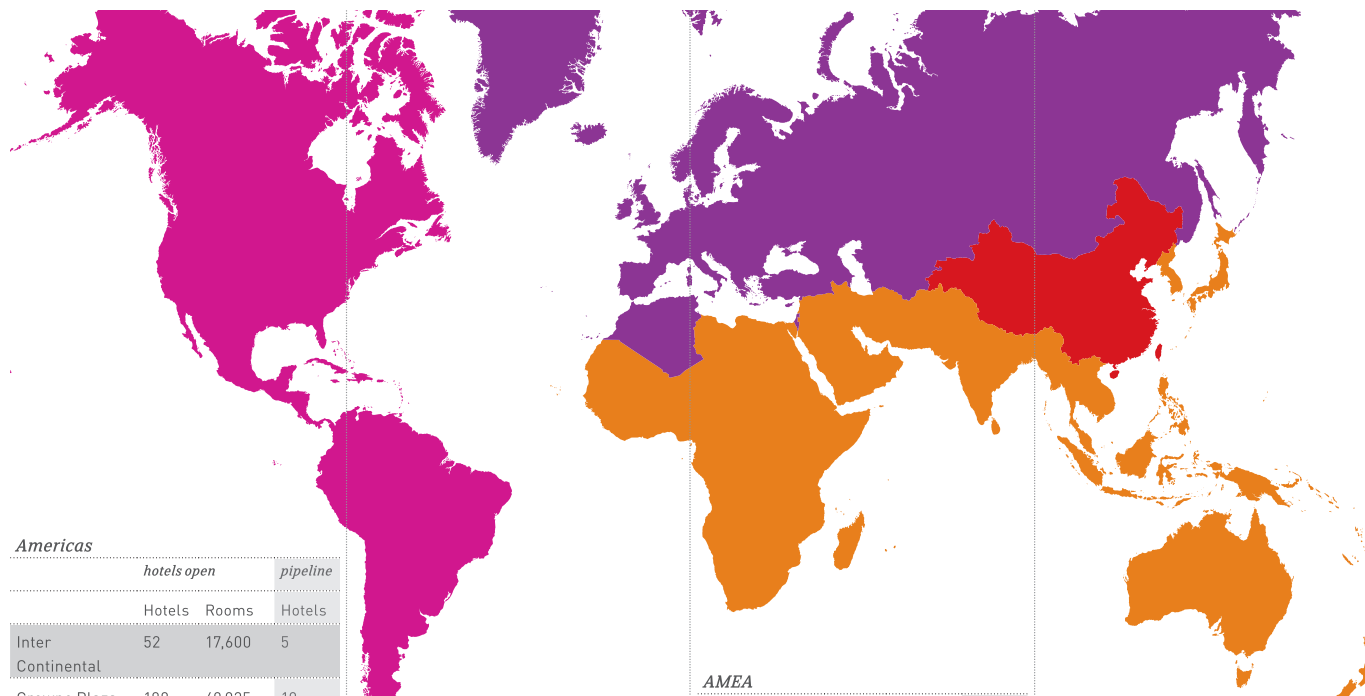 Americas
hotels open pipeline
Hotels Rooms Hotels
Inter 52 17,600 5
Continental
AMEA